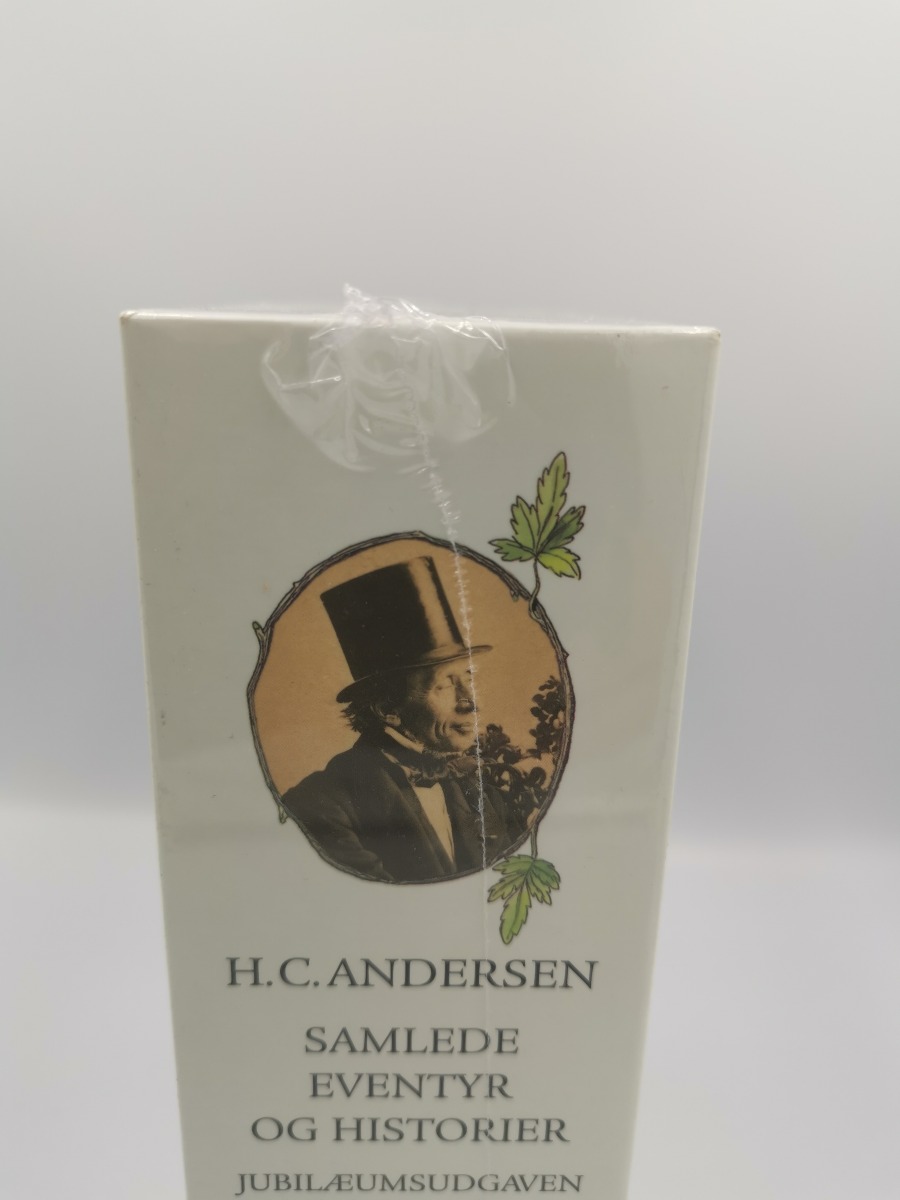 H.C. ANDERSEN
SAMLEDE
EVENTYR
OG HISTORIER
JUBILÆUMSUDGAVEN